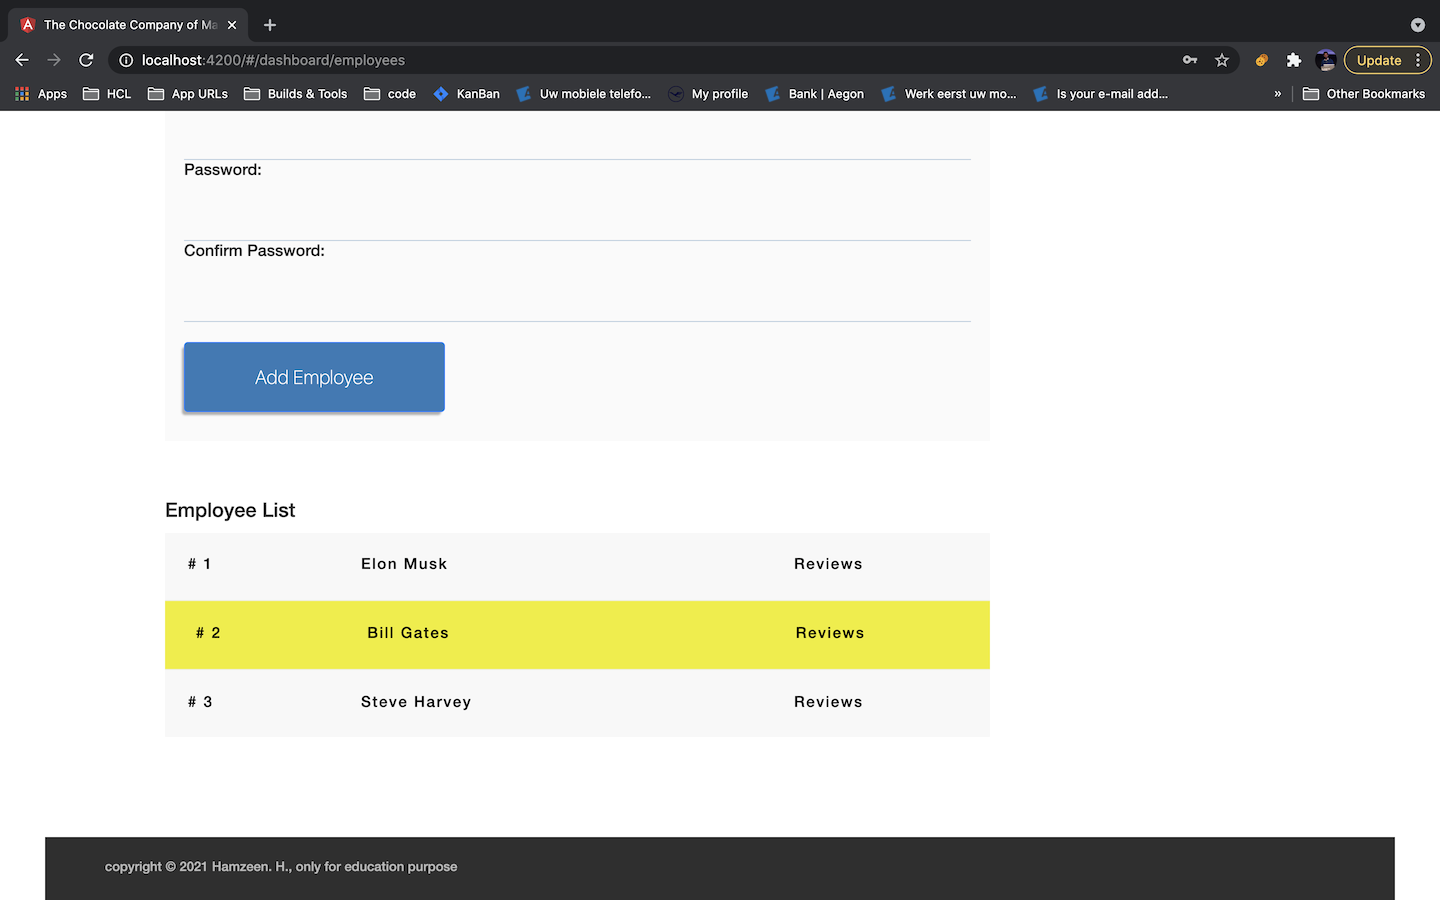 The Chocolate Company of Ma
localhost:4200/#/dashboard/employees
Update
Apps HCL App URLs Builds & Tools code KanBan Uw mobiele telefo... My profile Bank | Aegon Werk eerst uw mo... Is your e-mail add... » Other Bookmarks
Password:
Confirm Password:
Add Employee
Employee List
# 1 Elon Musk Reviews
# 2 Bill Gates Reviews
# 3 Steve Harvey Reviews
copyright © 2021 Hamzeen. H., only for education purpose